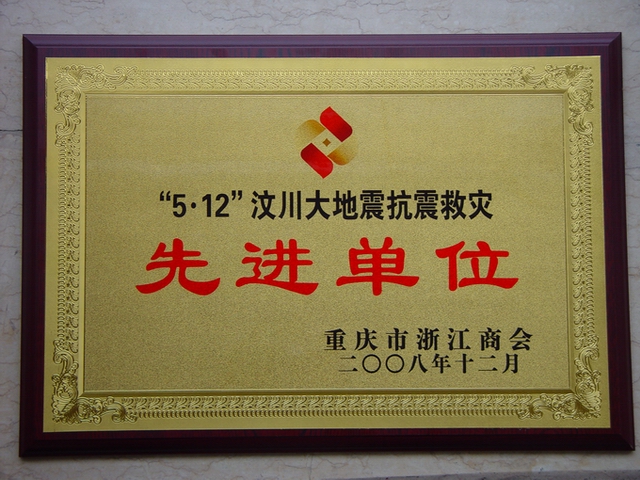 “5·12”汶川大地震抗震救灾
先进单位
重庆市浙江商会
二〇〇八年十二月